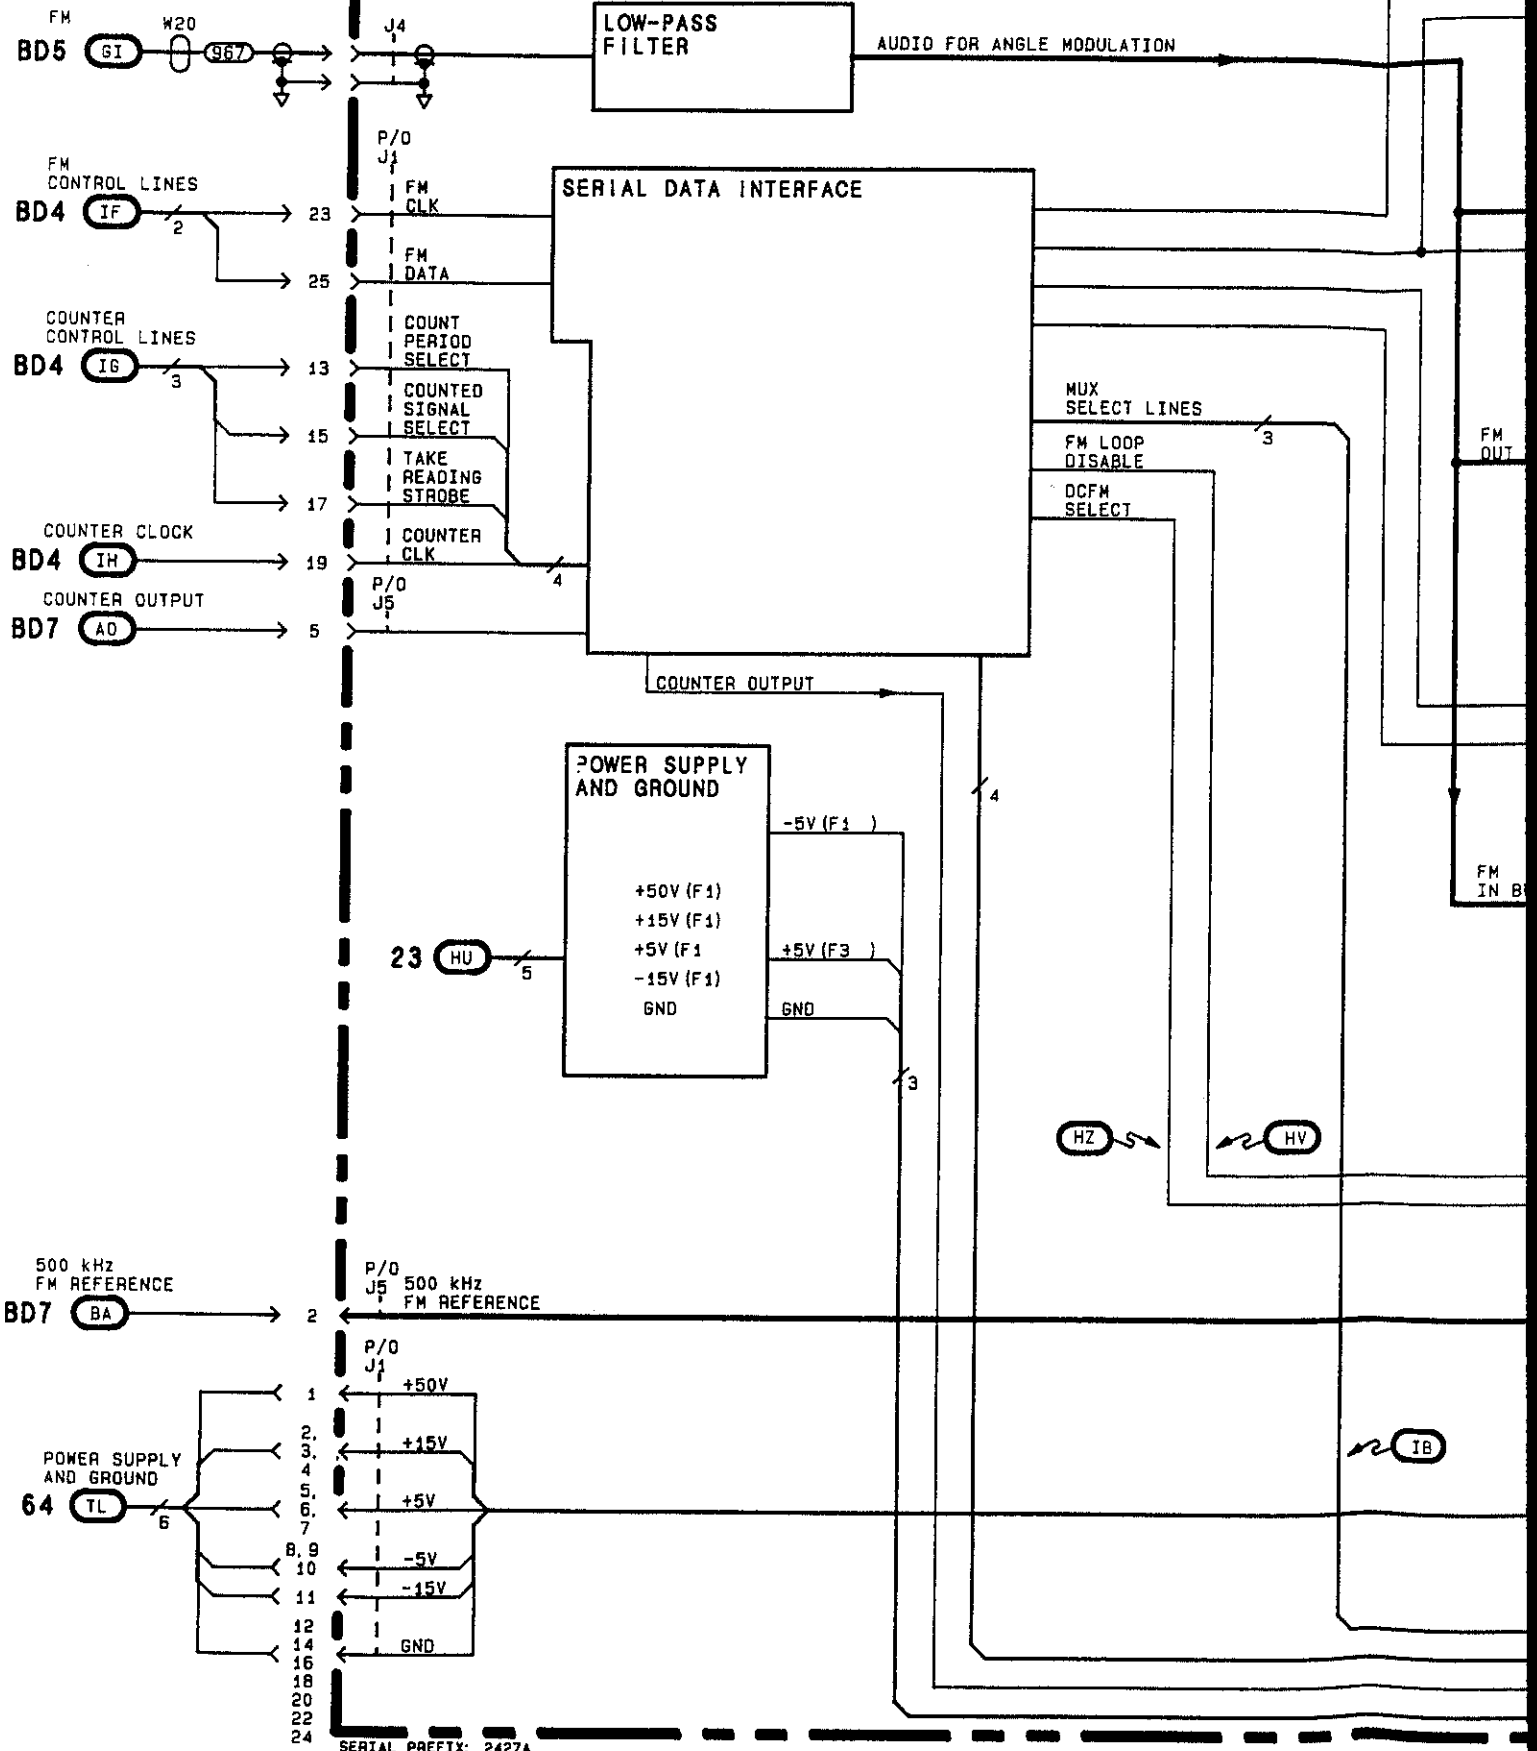 FM
BD5 GI W20 967
J4
LOW-PASS
FILTER
AUDIO FOR ANGLE MODULATION
P/O
J1
FM
CONTROL LINES
BD4 IF 2
23
FM
CLK
25
FM
DATA
SERIAL DATA INTERFACE
COUNTER
CONTROL LINES
BD4 IG 3
13
COUNT
PERIOD
SELECT
15
COUNTED
SIGNAL
SELECT
17
TAKE
READING
STROBE
COUNTER CLOCK
BD4 IH
19
COUNTER
CLK
4
P/O
J5
COUNTER OUTPUT
BD7 AO
5
MUX
SELECT LINES
3
FM LOOP
DISABLE
DCFM
SELECT
FM
OUT
COUNTER OUTPUT
4
POWER SUPPLY
AND GROUND
-5V(F1 )
+50V(F1)
+15V(F1)
+5V(F1
-15V(F1)
GND
+5V(F3 )
GND
23 HU 5
3
FM
IN B
HZ
HV
500 kHz
FM REFERENCE
BD7 BA
2
P/O
J5
500 kHz
FM REFERENCE
P/O
J1
1
+50V
2,
3,
4
+15V
POWER SUPPLY
AND GROUND
64 TL 6
5,
6,
7
+5V
8,9
10
-5V
11
-15V
12
14
16
18
20
22
24
GND
IB
SERIAL PREFIX: 2427A